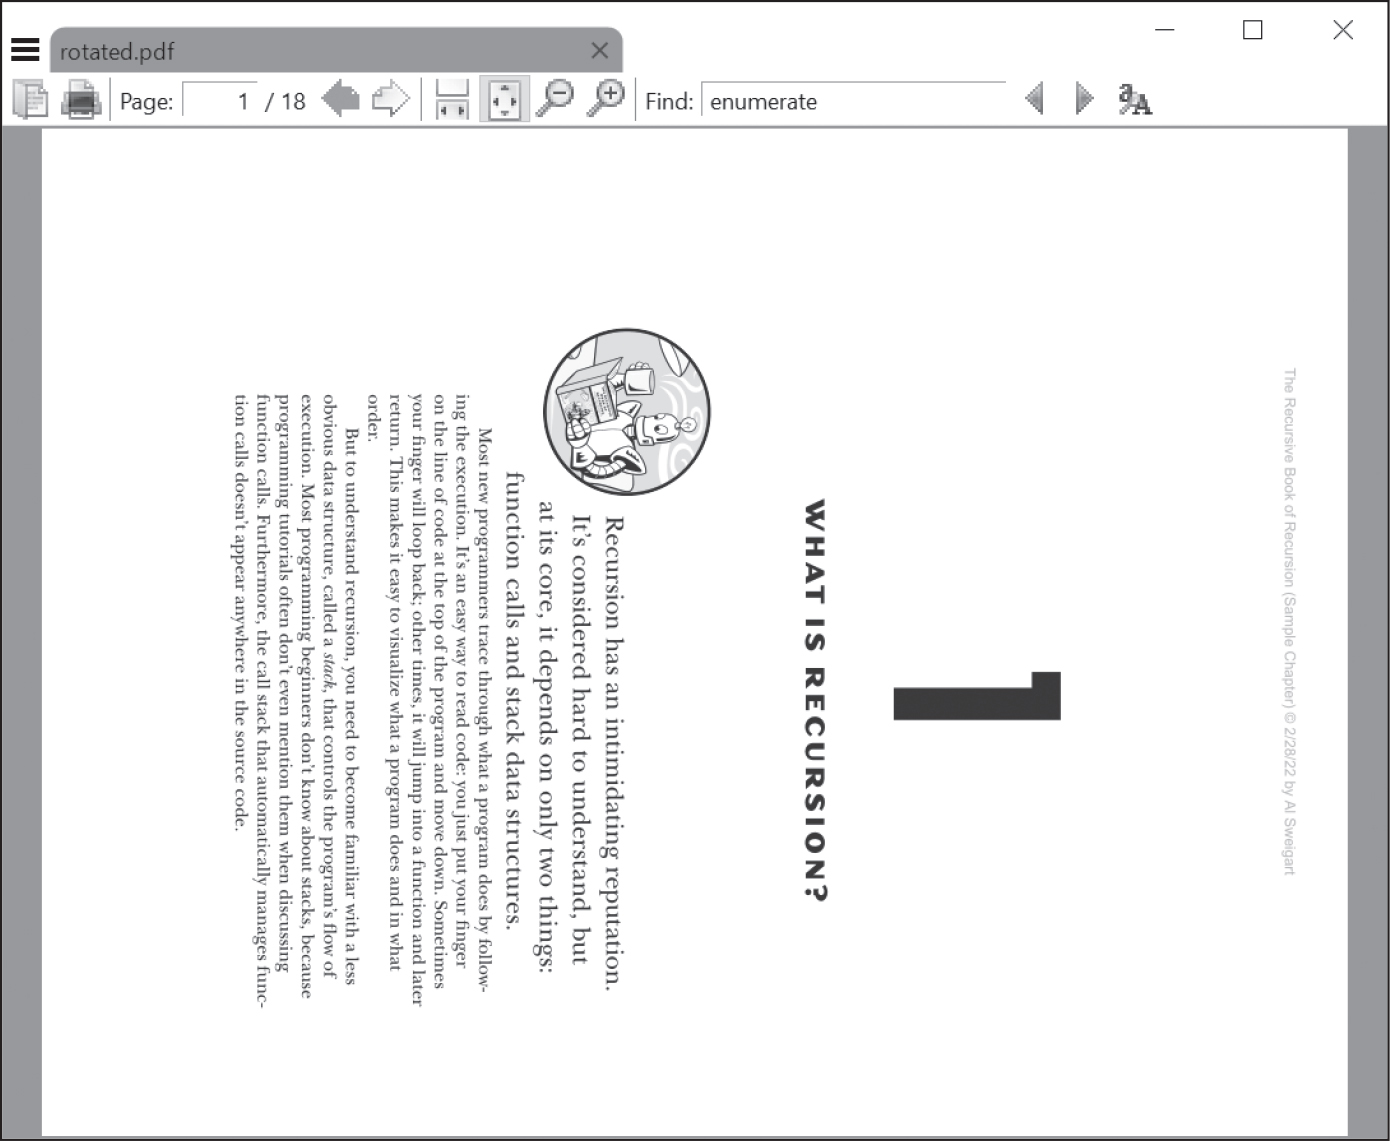 rotated.pdf
Page: 1 / 18 Find: enumerate
The Recursive Book of Recursion (Sample Chapter) © 2/28/22 by Al Sweigart
1
WHAT IS RECURSION?
Recursion has an intimidating reputation.
It’s considered hard to understand, but
at its core, it depends on only two things:
function calls and stack data structures.
Most new programmers trace through what a program does by follow-
ing the execution. It’s an easy way to read code: you just put your finger
on the line of code at the top of the program and move down. Sometimes
your finger will loop back; other times, it will jump into a function and later
return. This makes it easy to visualize what a program does and in what
order.
But to understand recursion, you need to become familiar with a less
obvious data structure, called a stack, that controls the program’s flow of
execution. Most programming beginners don’t know about stacks, because
programming tutorials often don’t even mention them when discussing
function calls. Furthermore, the call stack that automatically manages func-
tion calls doesn’t appear anywhere in the source code.